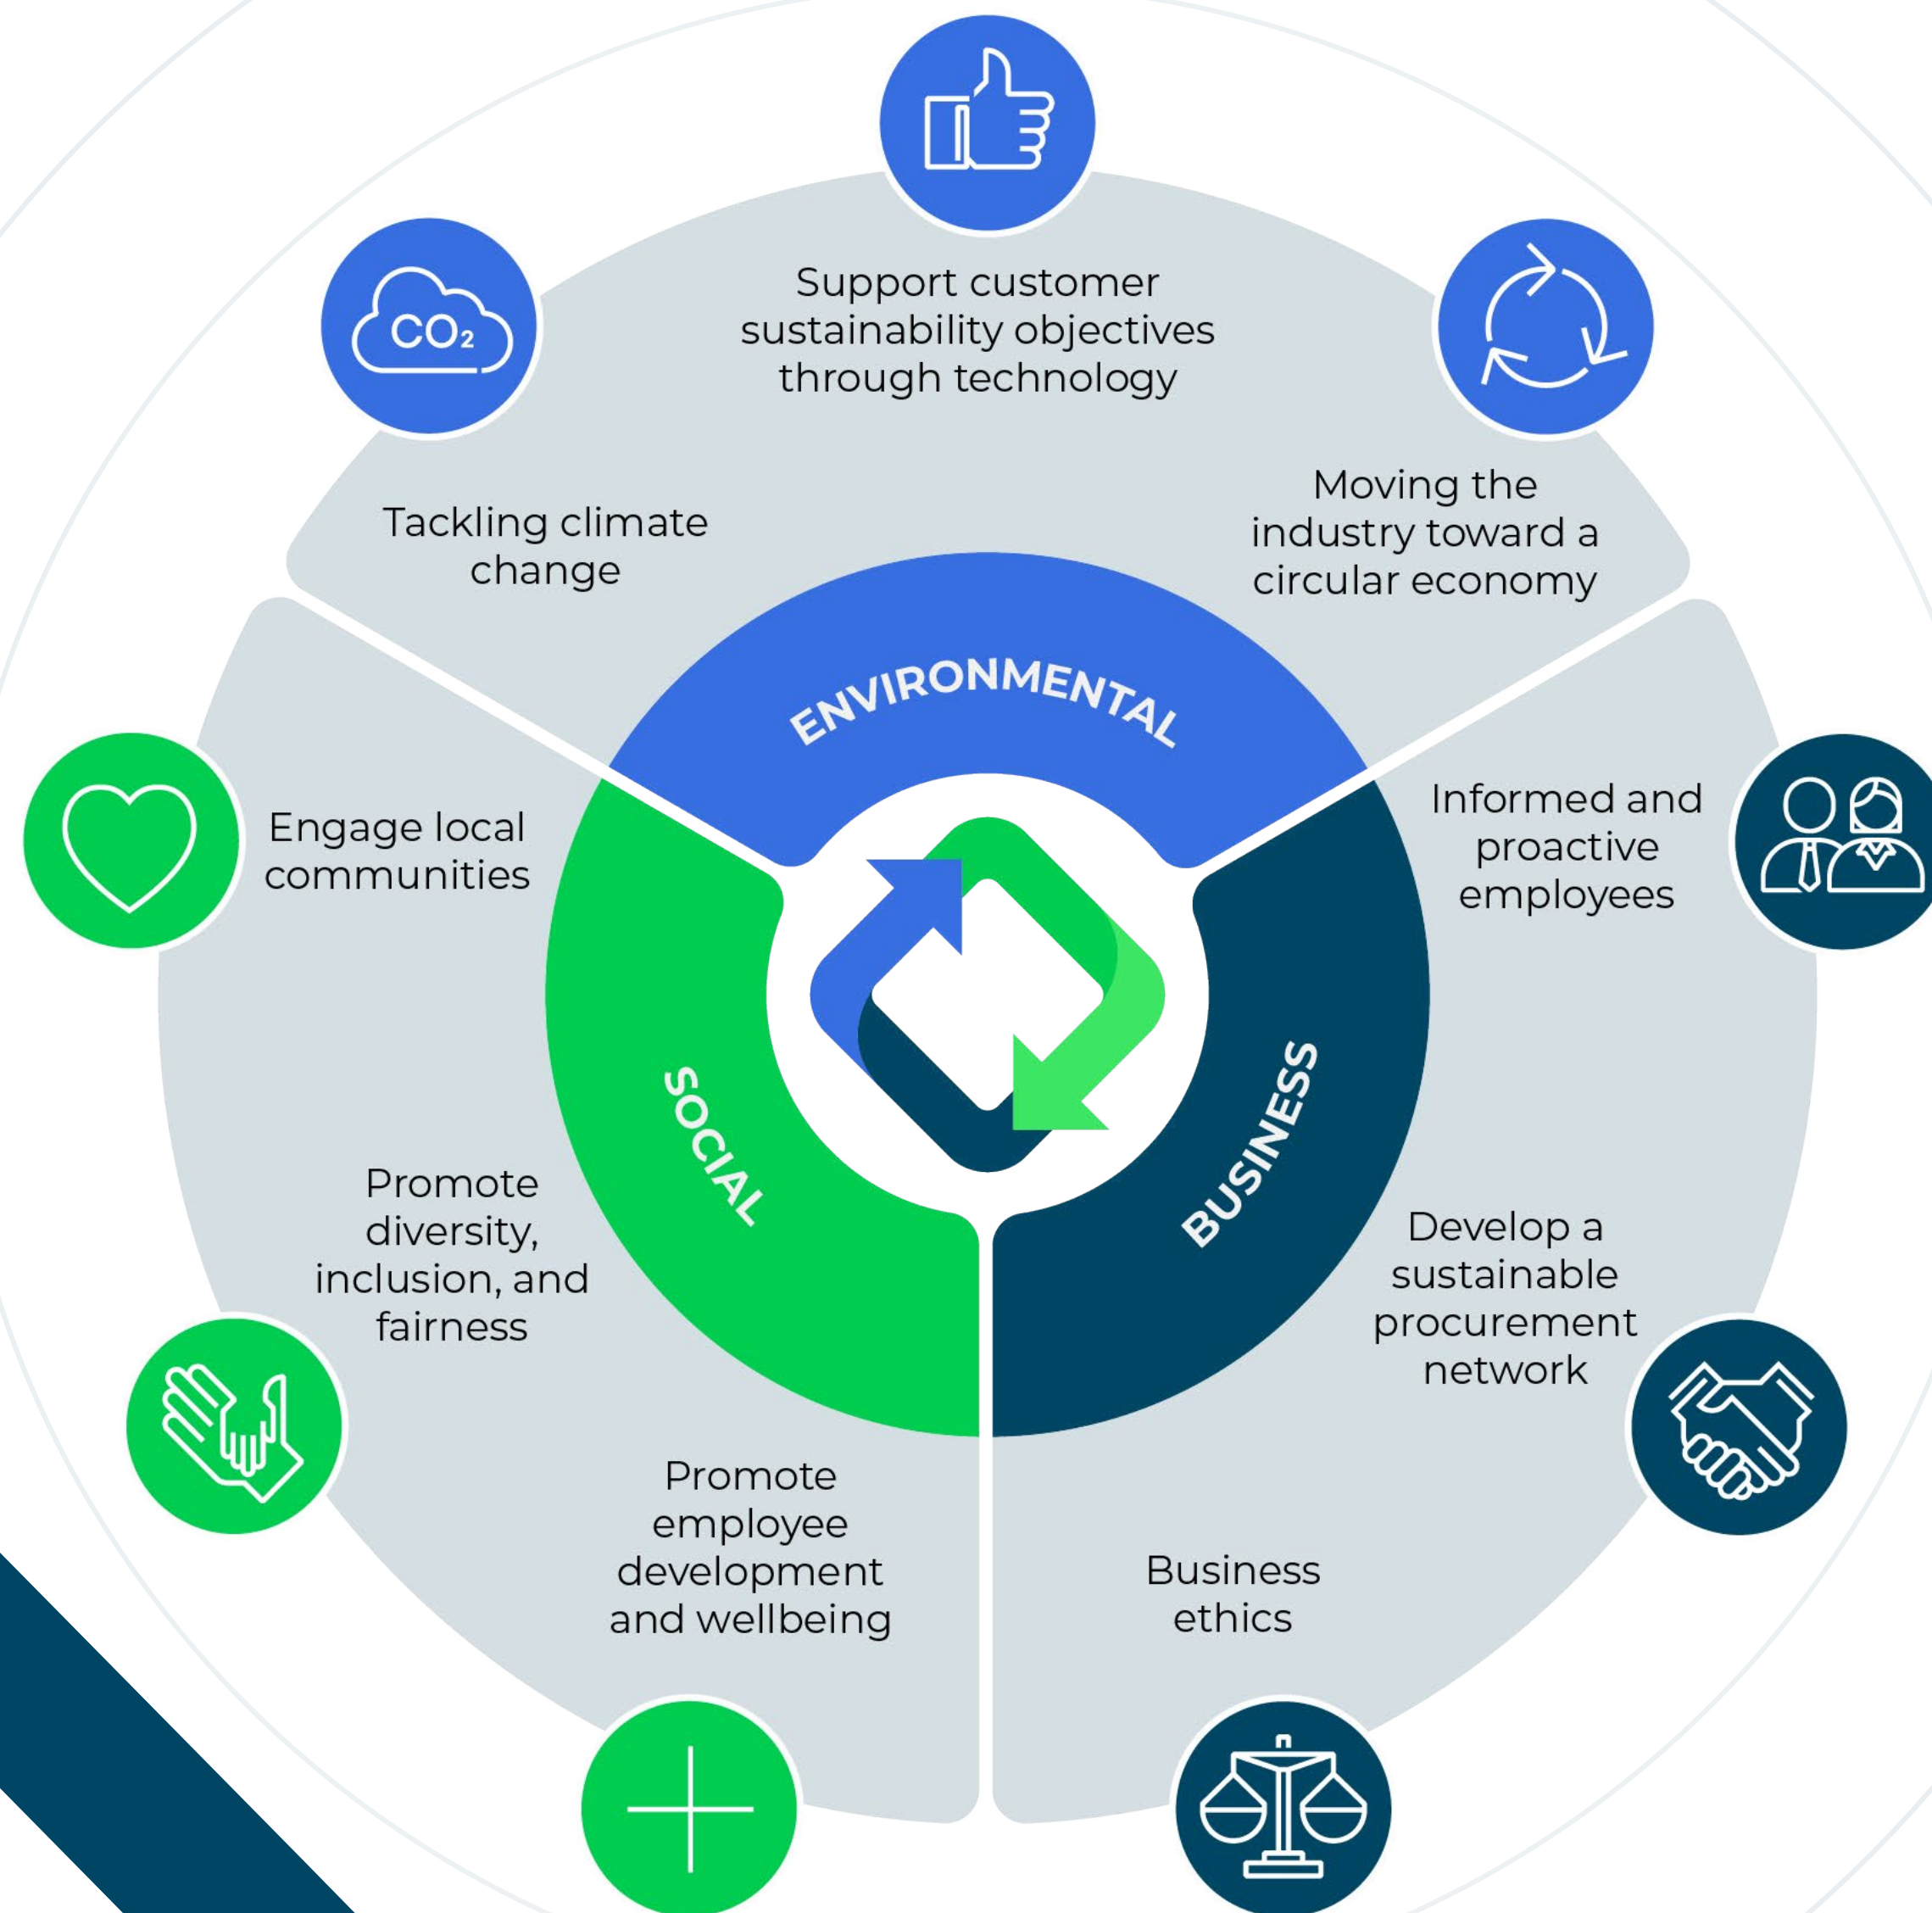 CO₂
Support customer
sustainability objectives
through technology
Tackling climate
change
Moving the
industry toward a
circular economy
ENVIRONMENTAL
Engage local
communities
Informed and
proactive
employees
SOCIAL
BUSINESS
Promote
diversity,
inclusion, and
fairness
Develop a
sustainable
procurement
network
Promote
employee
development
and wellbeing
Business
ethics